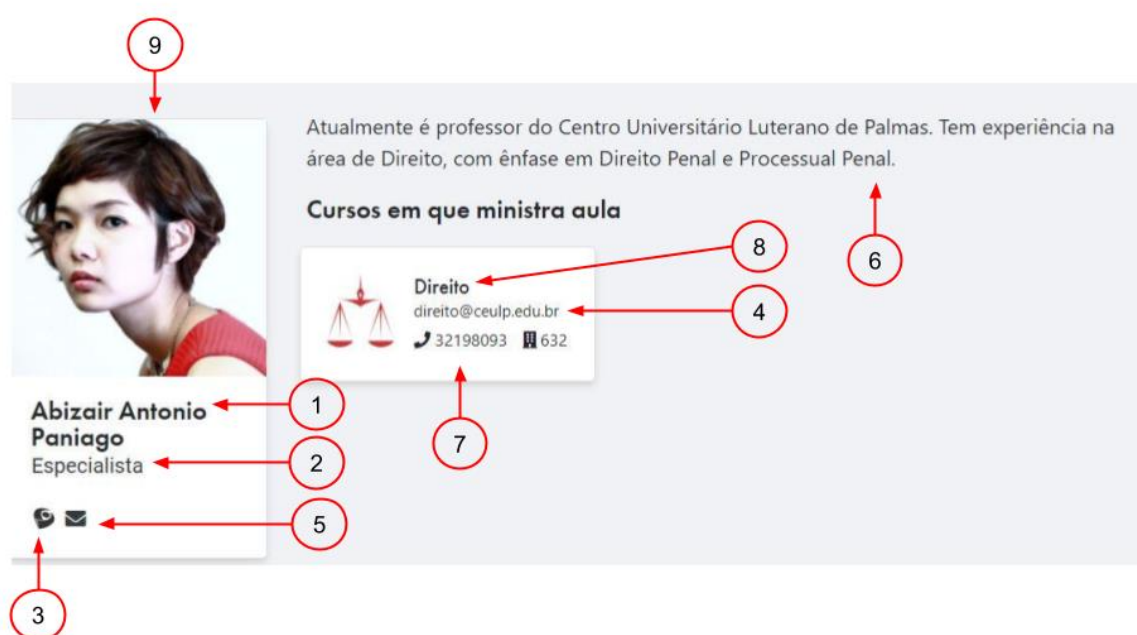 9
Atualmente é professor do Centro Universitário Luterano de Palmas. Tem experiência na
área de Direito, com ênfase em Direito Penal e Processual Penal.
Cursos em que ministra aula
8
6
Direito
direito@ceulp.edu.br
4
32198093 632
Abizair Antonio
Paniago
1
7
Especialista
2
5
3